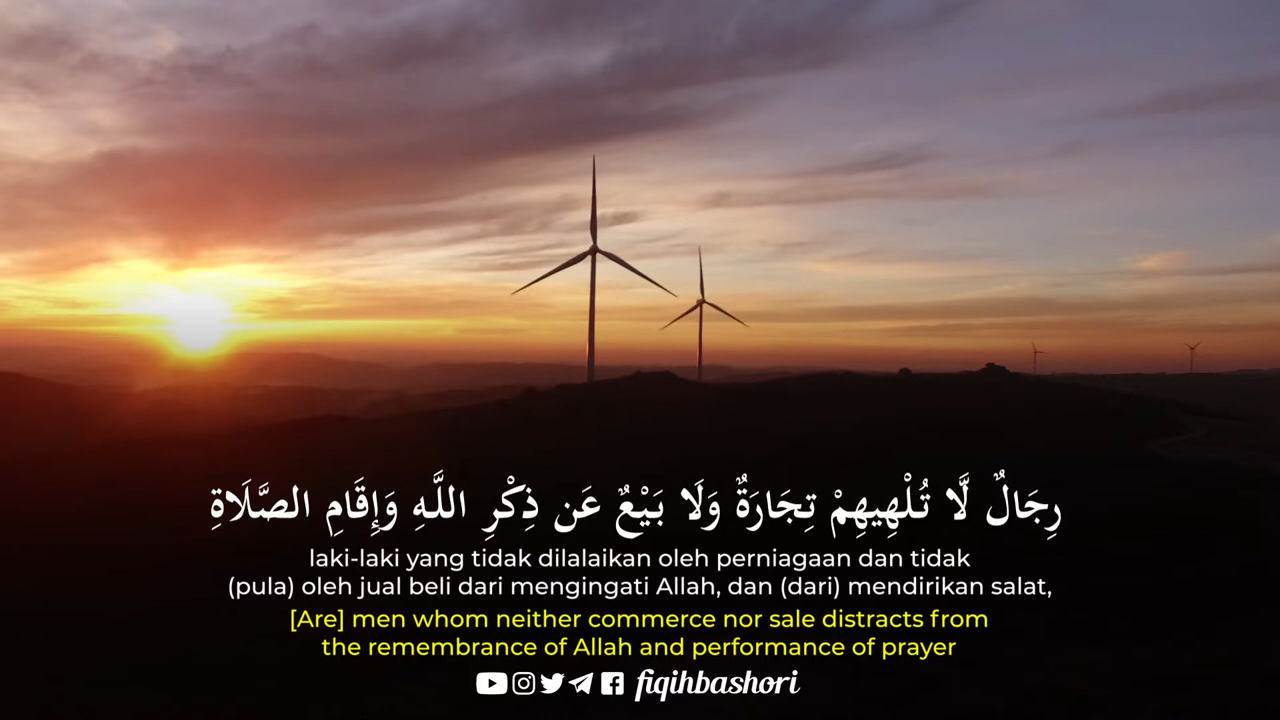 رِجَالٌ لَّا تُلْهِيهِمْ تِجَارَةٌ وَلَا بَيْعٌ عَن ذِكْرِ اللَّهِ وَإِقَامِ الصَّلَاةِ
laki-laki yang tidak dilalaikan oleh perniagaan dan tidak
(pula) oleh jual beli dari mengingati Allah, dan (dari) mendirikan salat,
[Are] men whom neither commerce nor sale distracts from
the remembrance of Allah and performance of prayer
fiqihbashori